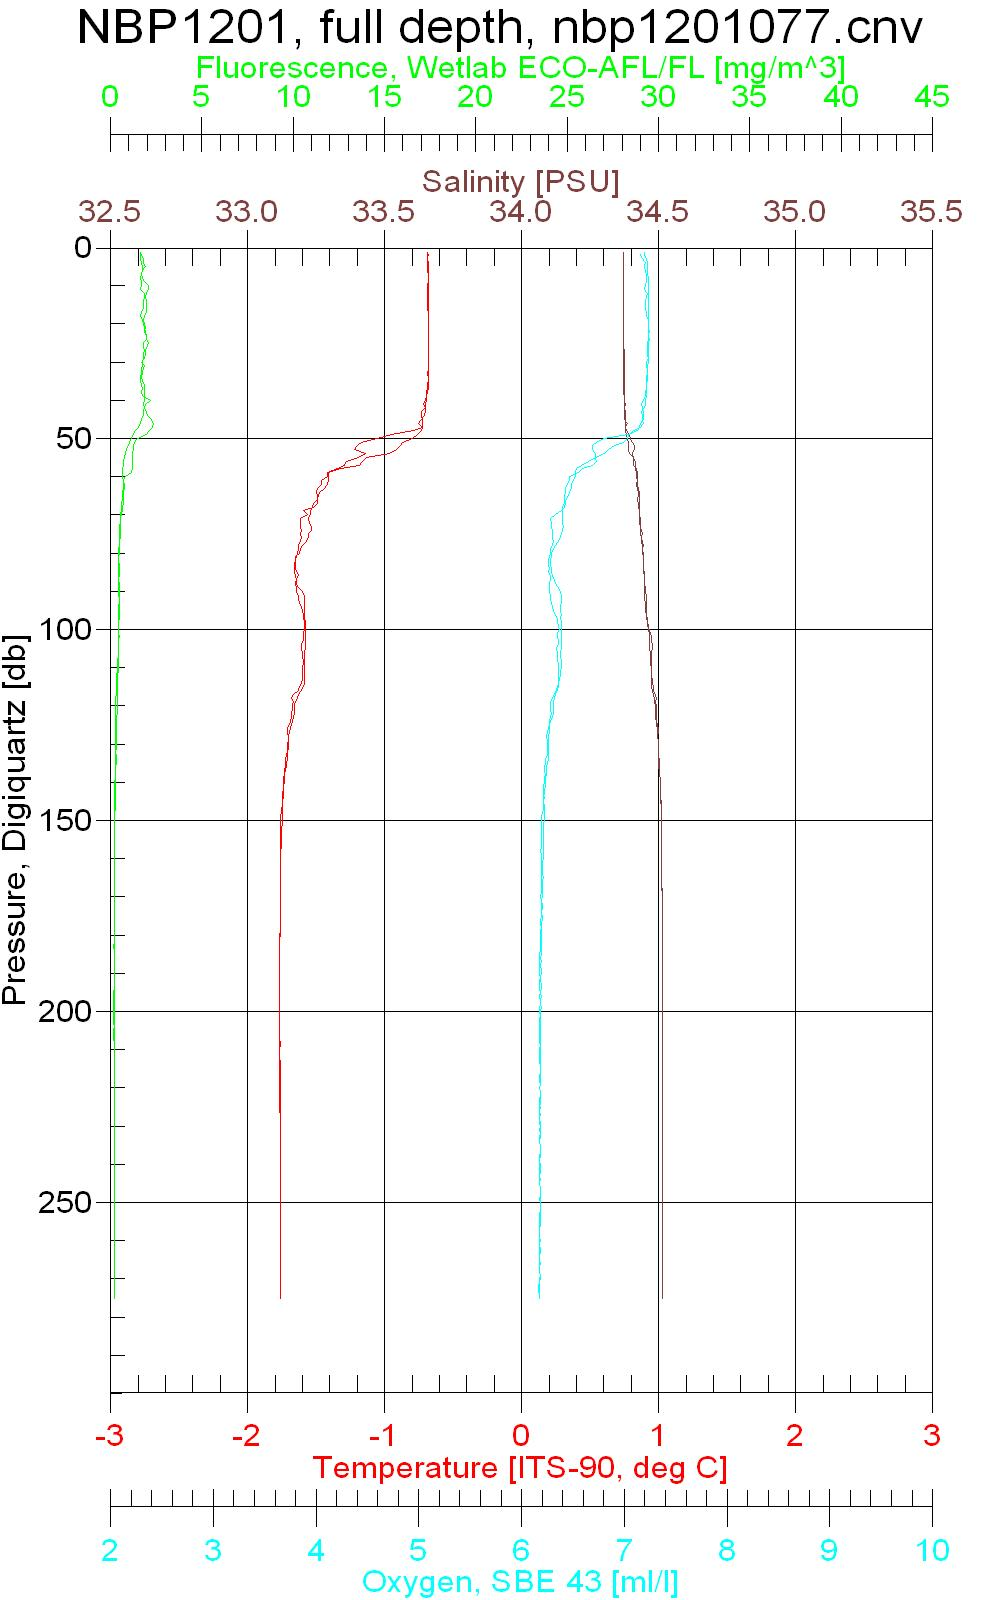 NBP1201, full depth, nbp1201077.cnv
Fluorescence, Wetlab ECO-AFL/FL [mg/m^3]
0 5 10 15 20 25 30 35 40 45
Salinity [PSU]
32.5 33.0 33.5 34.0 34.5 35.0 35.5
0
50
100
150
200
250
Pressure, Digiquartz [db]
-3 -2 -1 0 1 2 3
Temperature [ITS-90, deg C]
2 3 4 5 6 7 8 9 10
Oxygen, SBE 43 [ml/l]